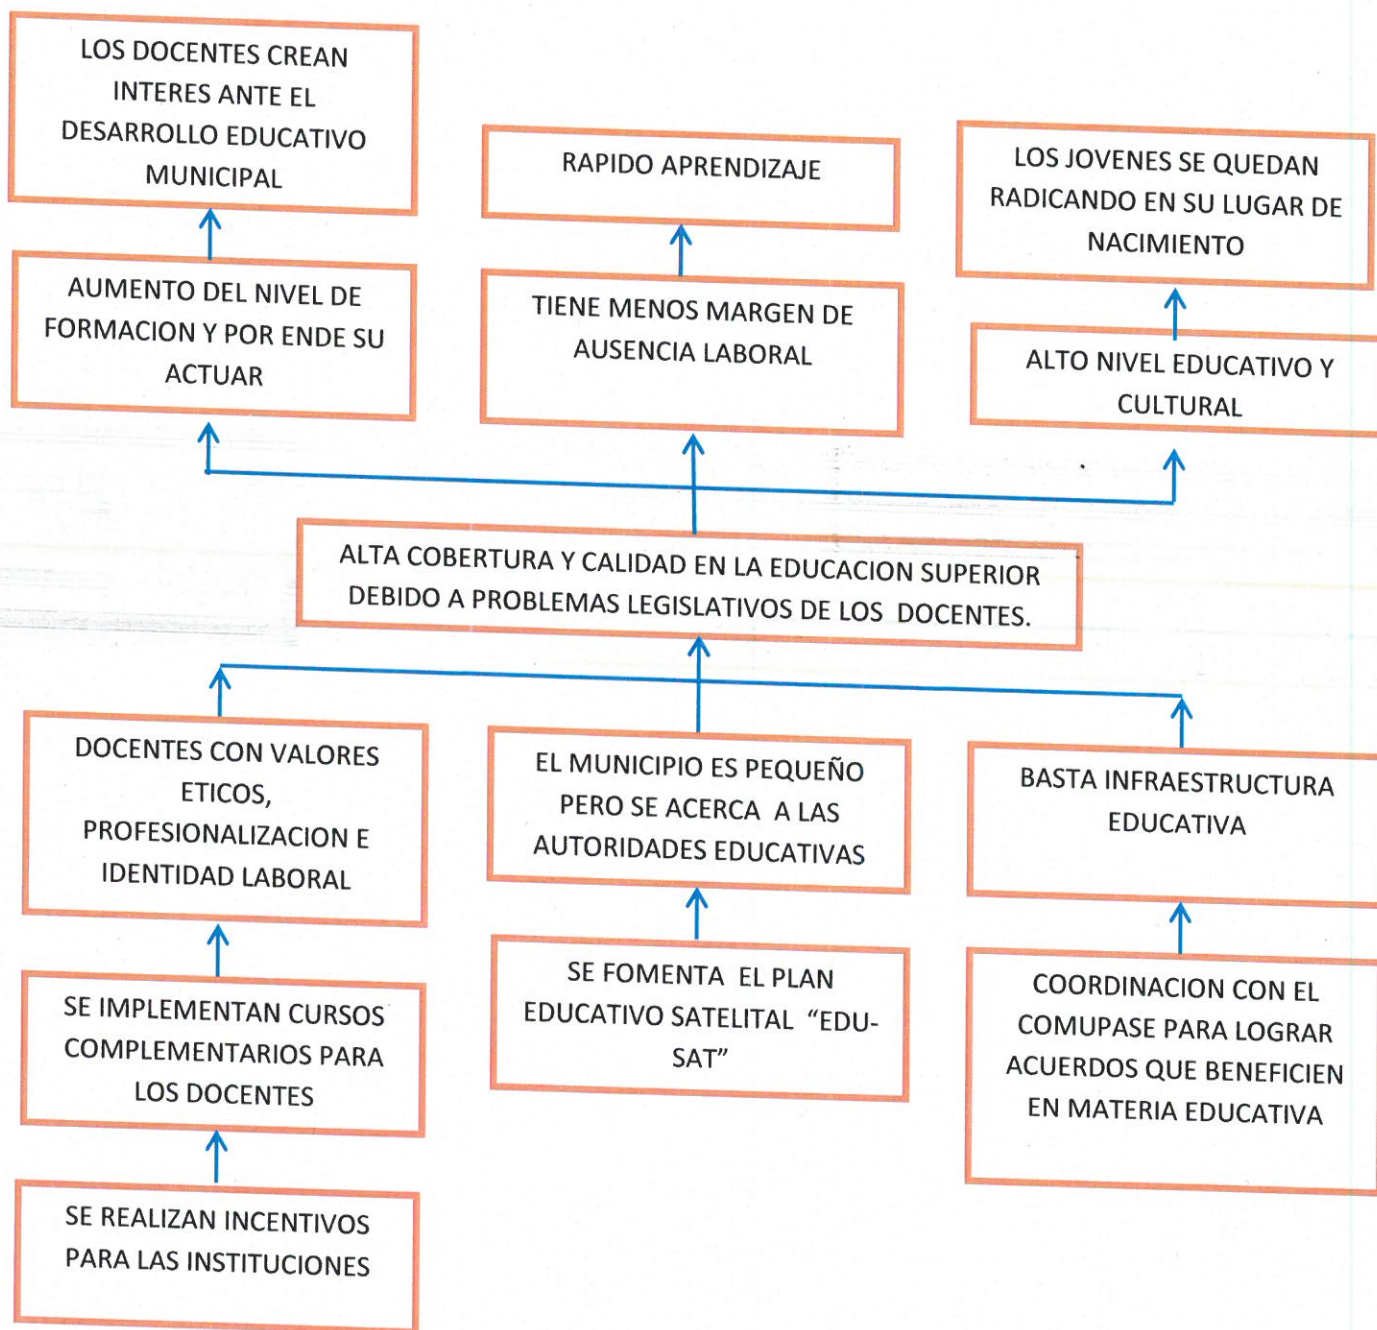 LOS DOCENTES CREAN
INTERES ANTE EL
DESARROLLO EDUCATIVO
MUNICIPAL
RAPIDO APRENDIZAJE
LOS JOVENES SE QUEDAN
RADICANDO EN SU LUGAR DE
NACIMIENTO
AUMENTO DEL NIVEL DE
FORMACION Y POR ENDE SU
ACTUAR
TIENE MENOS MARGEN DE
AUSENCIA LABORAL
ALTO NIVEL EDUCATIVO Y
CULTURAL
ALTA COBERTURA Y CALIDAD EN LA EDUCACION SUPERIOR
DEBIDO A PROBLEMAS LEGISLATIVOS DE LOS  DOCENTES.
DOCENTES CON VALORES
ETICOS,
PROFESIONALIZACION E
IDENTIDAD LABORAL
EL MUNICIPIO ES PEQUEÑO
PERO SE ACERCA  A LAS
AUTORIDADES EDUCATIVAS
BASTA INFRAESTRUCTURA
EDUCATIVA
SE IMPLEMENTAN CURSOS
COMPLEMENTARIOS PARA
LOS DOCENTES
SE FOMENTA  EL PLAN
EDUCATIVO SATELITAL  “EDU-
SAT”
COORDINACION CON EL
COMUPASE PARA LOGRAR
ACUERDOS QUE BENEFICIEN
EN MATERIA EDUCATIVA
SE REALIZAN INCENTIVOS
PARA LAS INSTITUCIONES